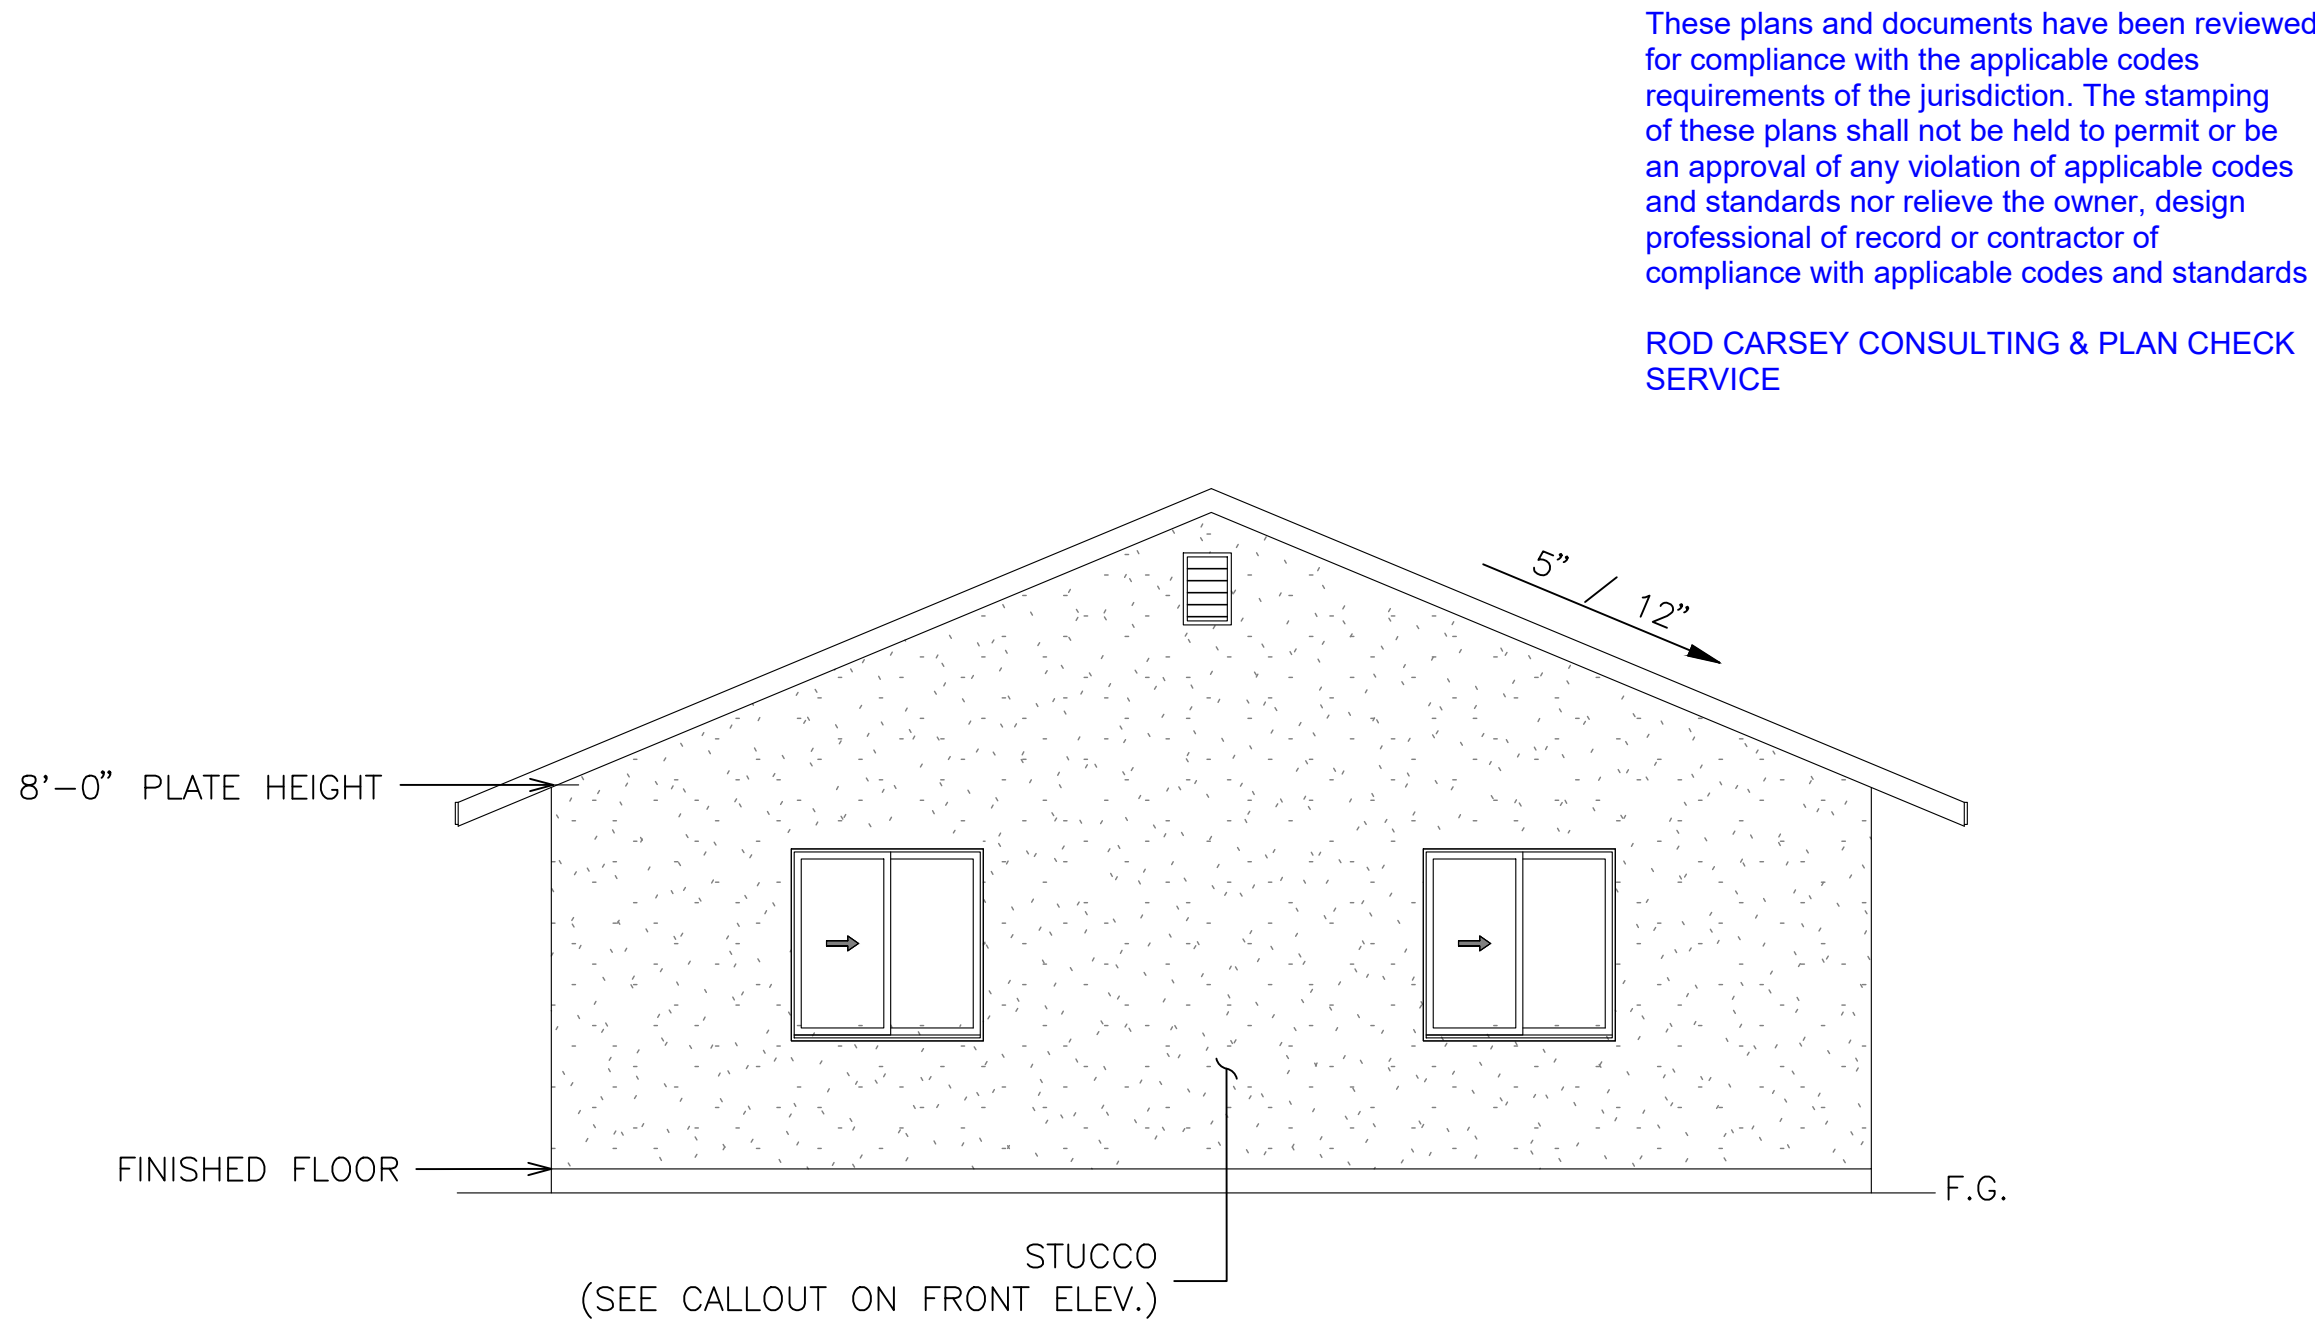 These plans and documents have been reviewed
for compliance with the applicable codes
requirements of the jurisdiction. The stamping
of these plans shall not be held to permit or be
an approval of any violation of applicable codes
and standards nor relieve the owner, design
professional of record or contractor of
compliance with applicable codes and standards
ROD CARSEY CONSULTING & PLAN CHECK
SERVICE
5" / 12"
8'-0" PLATE HEIGHT
FINISHED FLOOR
F.G.
STUCCO
(SEE CALLOUT ON FRONT ELEV.)